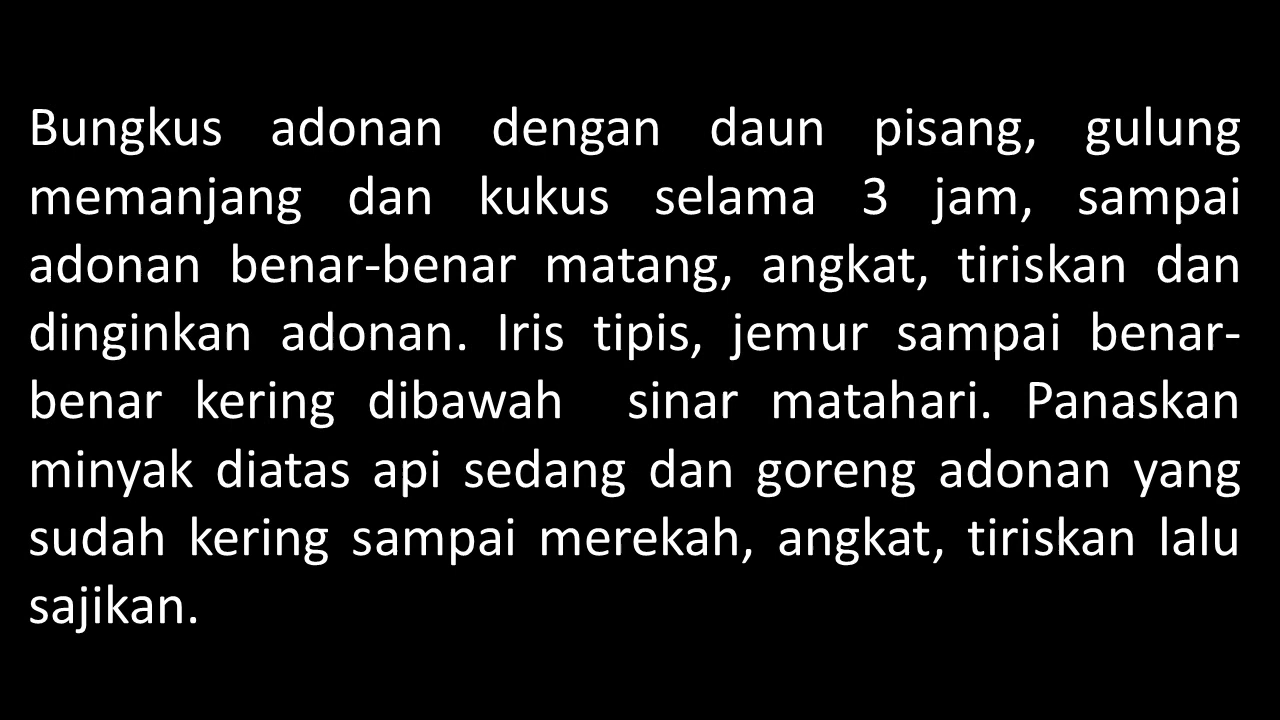 Bungkus adonan dengan daun pisang, gulung
memanjang dan kukus selama 3 jam, sampai
adonan benar-benar matang, angkat, tiriskan dan
dinginkan adonan. Iris tipis, jemur sampai benar-
benar kering dibawah  sinar matahari. Panaskan
minyak diatas api sedang dan goreng adonan yang
sudah kering sampai merekah, angkat, tiriskan lalu
sajikan.